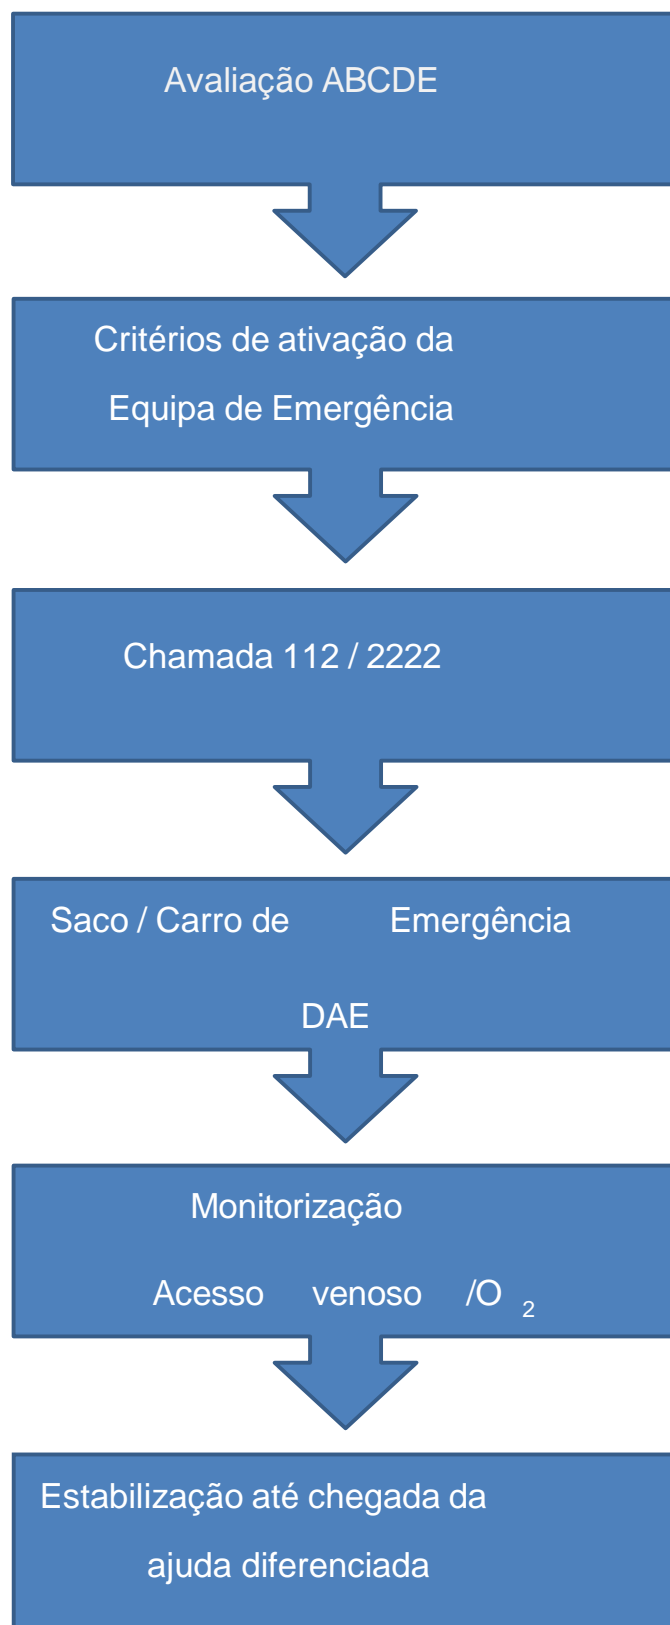 Avaliação ABCDE
Critérios de ativação da
Equipa de Emergência
Chamada 112 / 2222
Saco / Carro de Emergência
DAE
Monitorização
Acesso venoso /O 2
Estabilização até chegada da
ajuda diferenciada